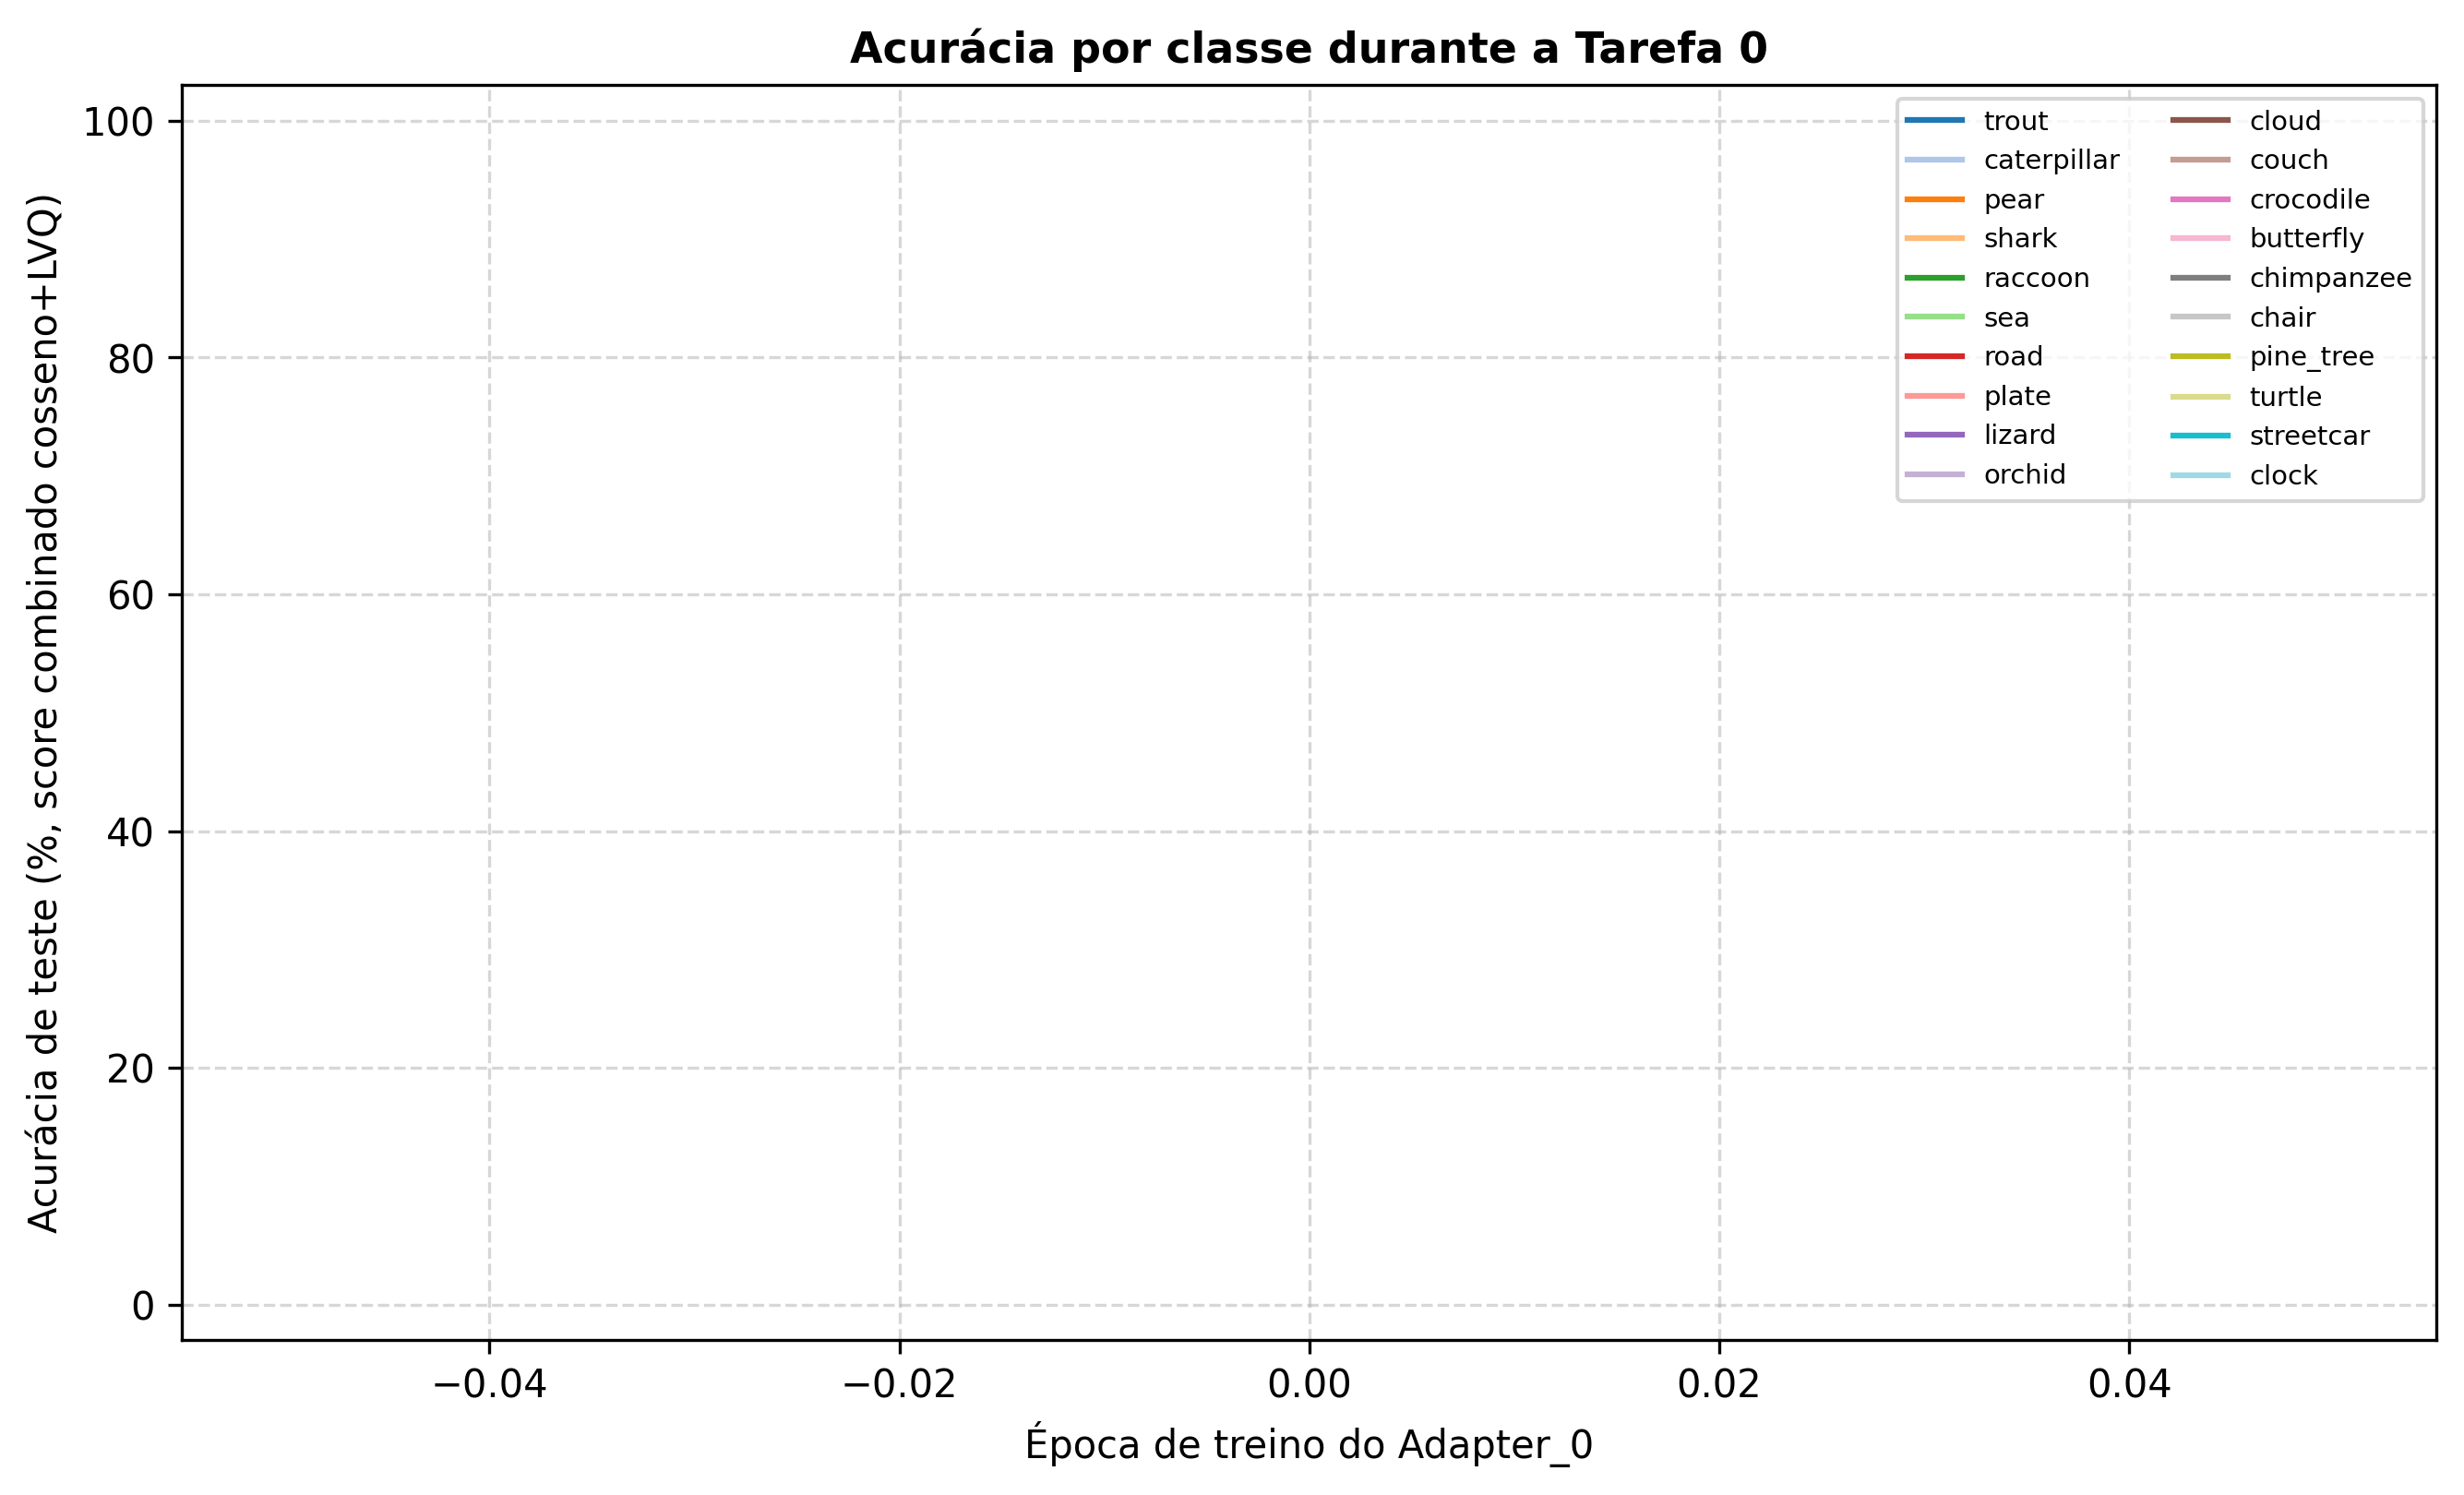 Acurácia por classe durante a Tarefa 0
Acurácia de teste (%, score combinado cosseno+LVQ)
100
80
60
40
20
0
trout
caterpillar
pear
shark
raccoon
sea
road
plate
lizard
orchid
cloud
couch
crocodile
butterfly
chimpanzee
chair
pine_tree
turtle
streetcar
clock
−0.04
−0.02
0.00
0.02
0.04
Época de treino do Adapter_0